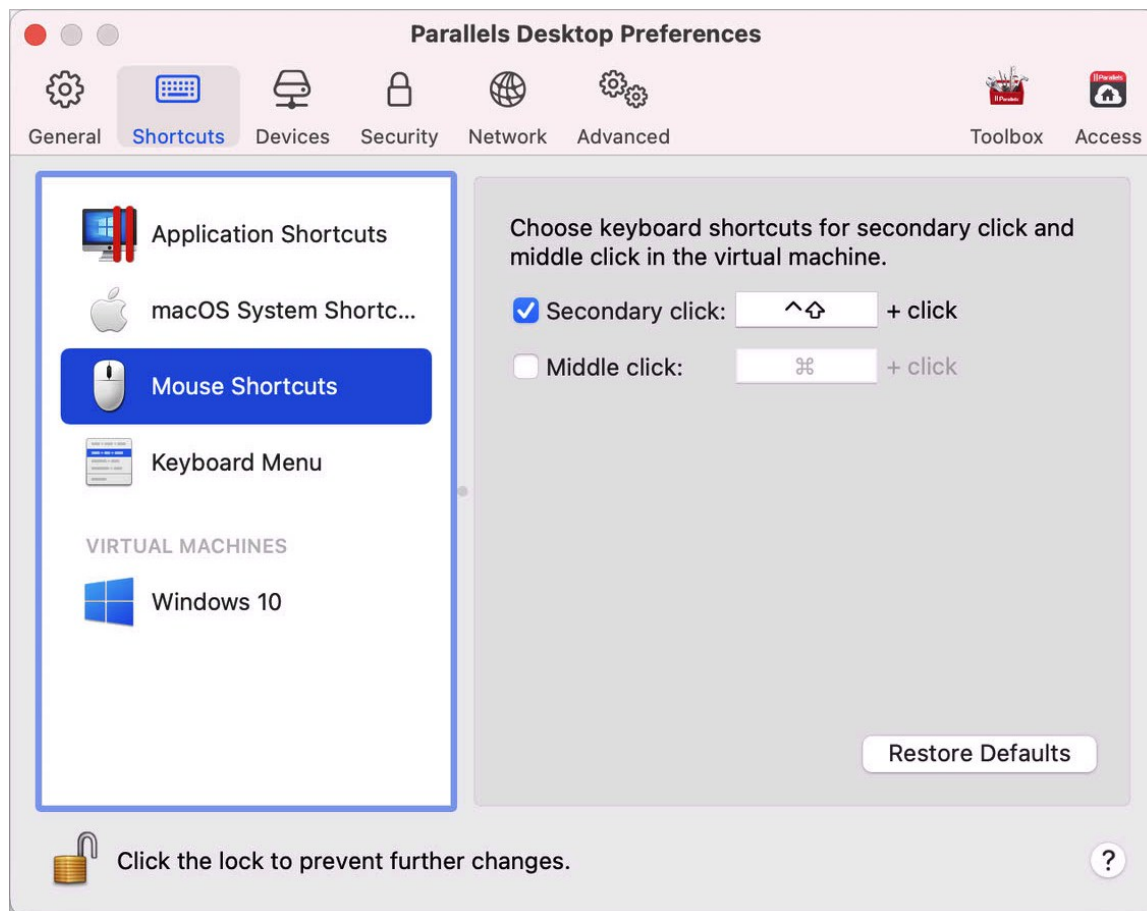 Parallels Desktop Preferences
General
Shortcuts
Devices
Security
Network
Advanced
Toolbox
Access
Application Shortcuts
macOS System Shortc...
Mouse Shortcuts
Keyboard Menu
VIRTUAL MACHINES
Windows 10
Choose keyboard shortcuts for secondary click and
middle click in the virtual machine.
Secondary click: ^⇧ + click
Middle click: ⌘ + click
Restore Defaults
Click the lock to prevent further changes.
?